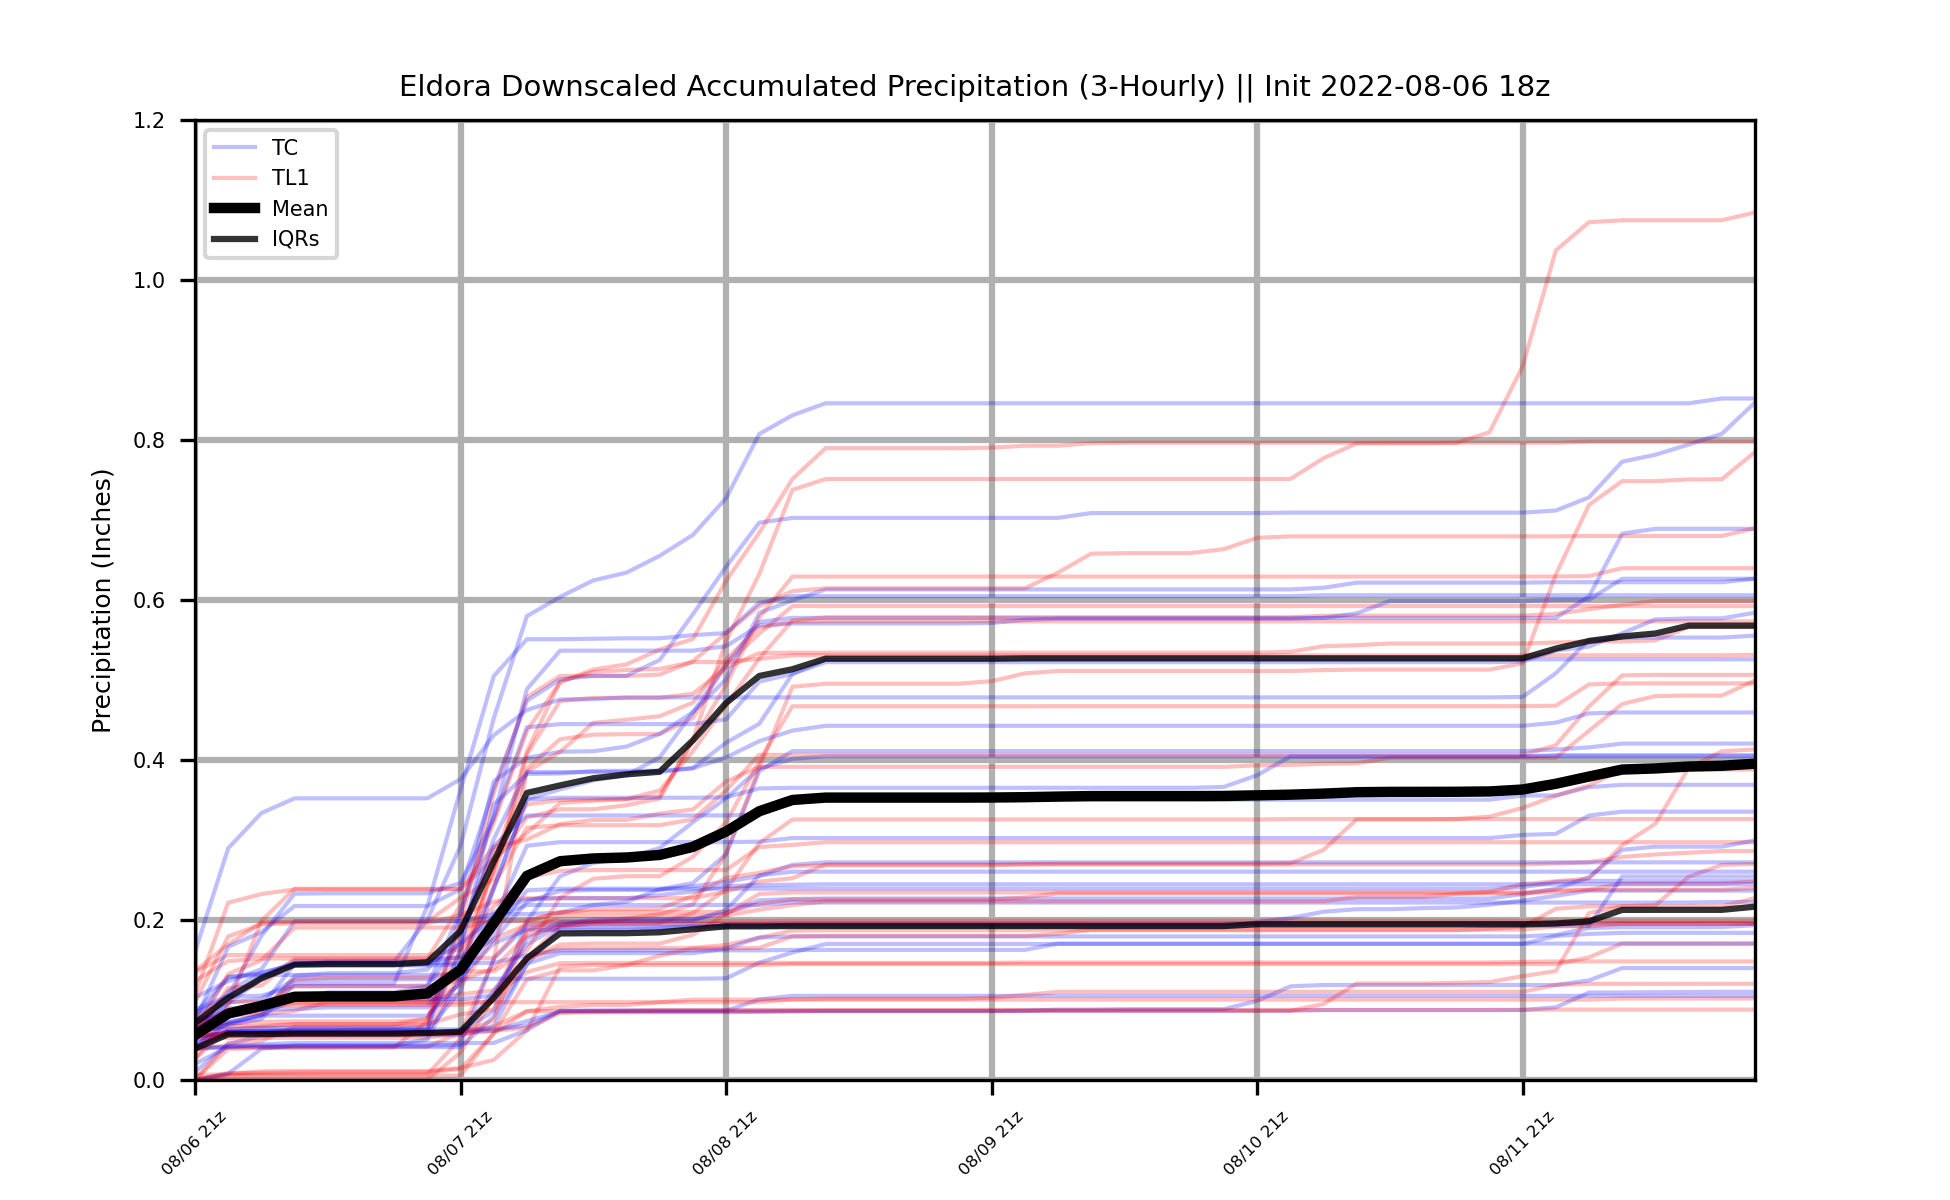 Eldora Downscaled Accumulated Precipitation (3-Hourly) || Init 2022-08-06 18z
TC
TL1
Mean
IQRs
Precipitation (Inches)
1.2
1.0
0.8
0.6
0.4
0.2
0.0
08/06 21z
08/07 21z
08/08 21z
08/09 21z
08/10 21z
08/11 21z